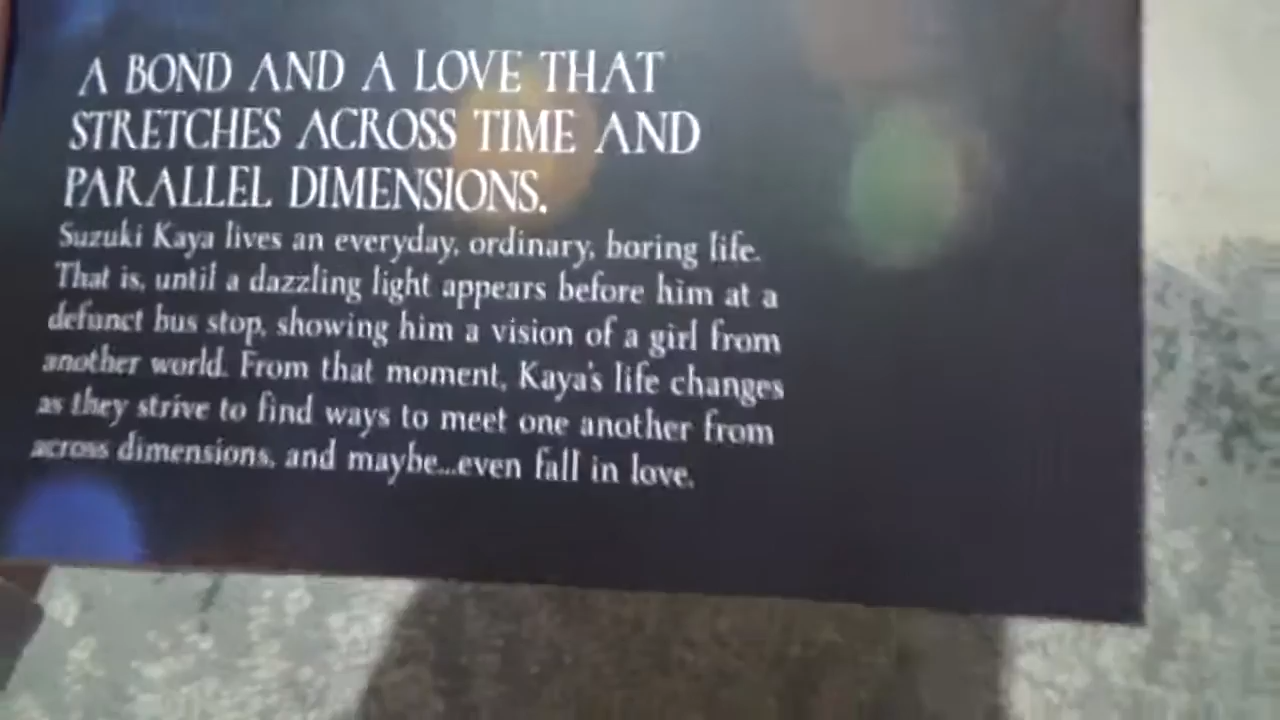 A BOND AND A LOVE THAT
STRETCHES ACROSS TIME AND
PARALLEL DIMENSIONS.
Suzuki Kaya lives an everyday, ordinary, boring life.
That is, until a dazzling light appears before him at a
defunct bus stop, showing him a vision of a girl from
another world. From that moment, Kaya's life changes
as they strive to find ways to meet one another from
across dimensions, and maybe...even fall in love.